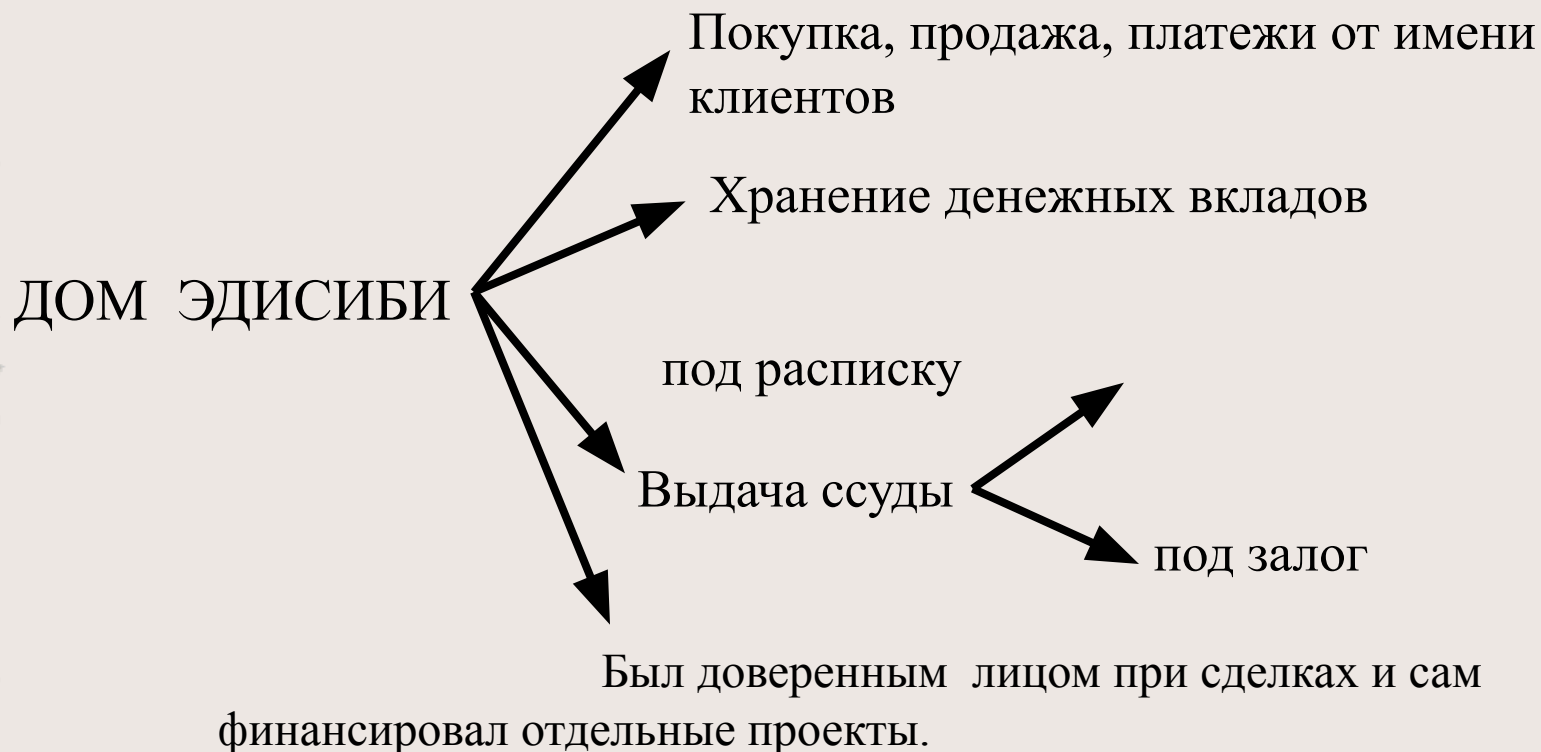 Покупка, продажа, платежи от имени
клиентов
Хранение денежных вкладов
ДОМ ЭДИСИБИ
под расписку
Выдача ссуды
под залог
Был доверенным лицом при сделках и сам
финансировал отдельные проекты.